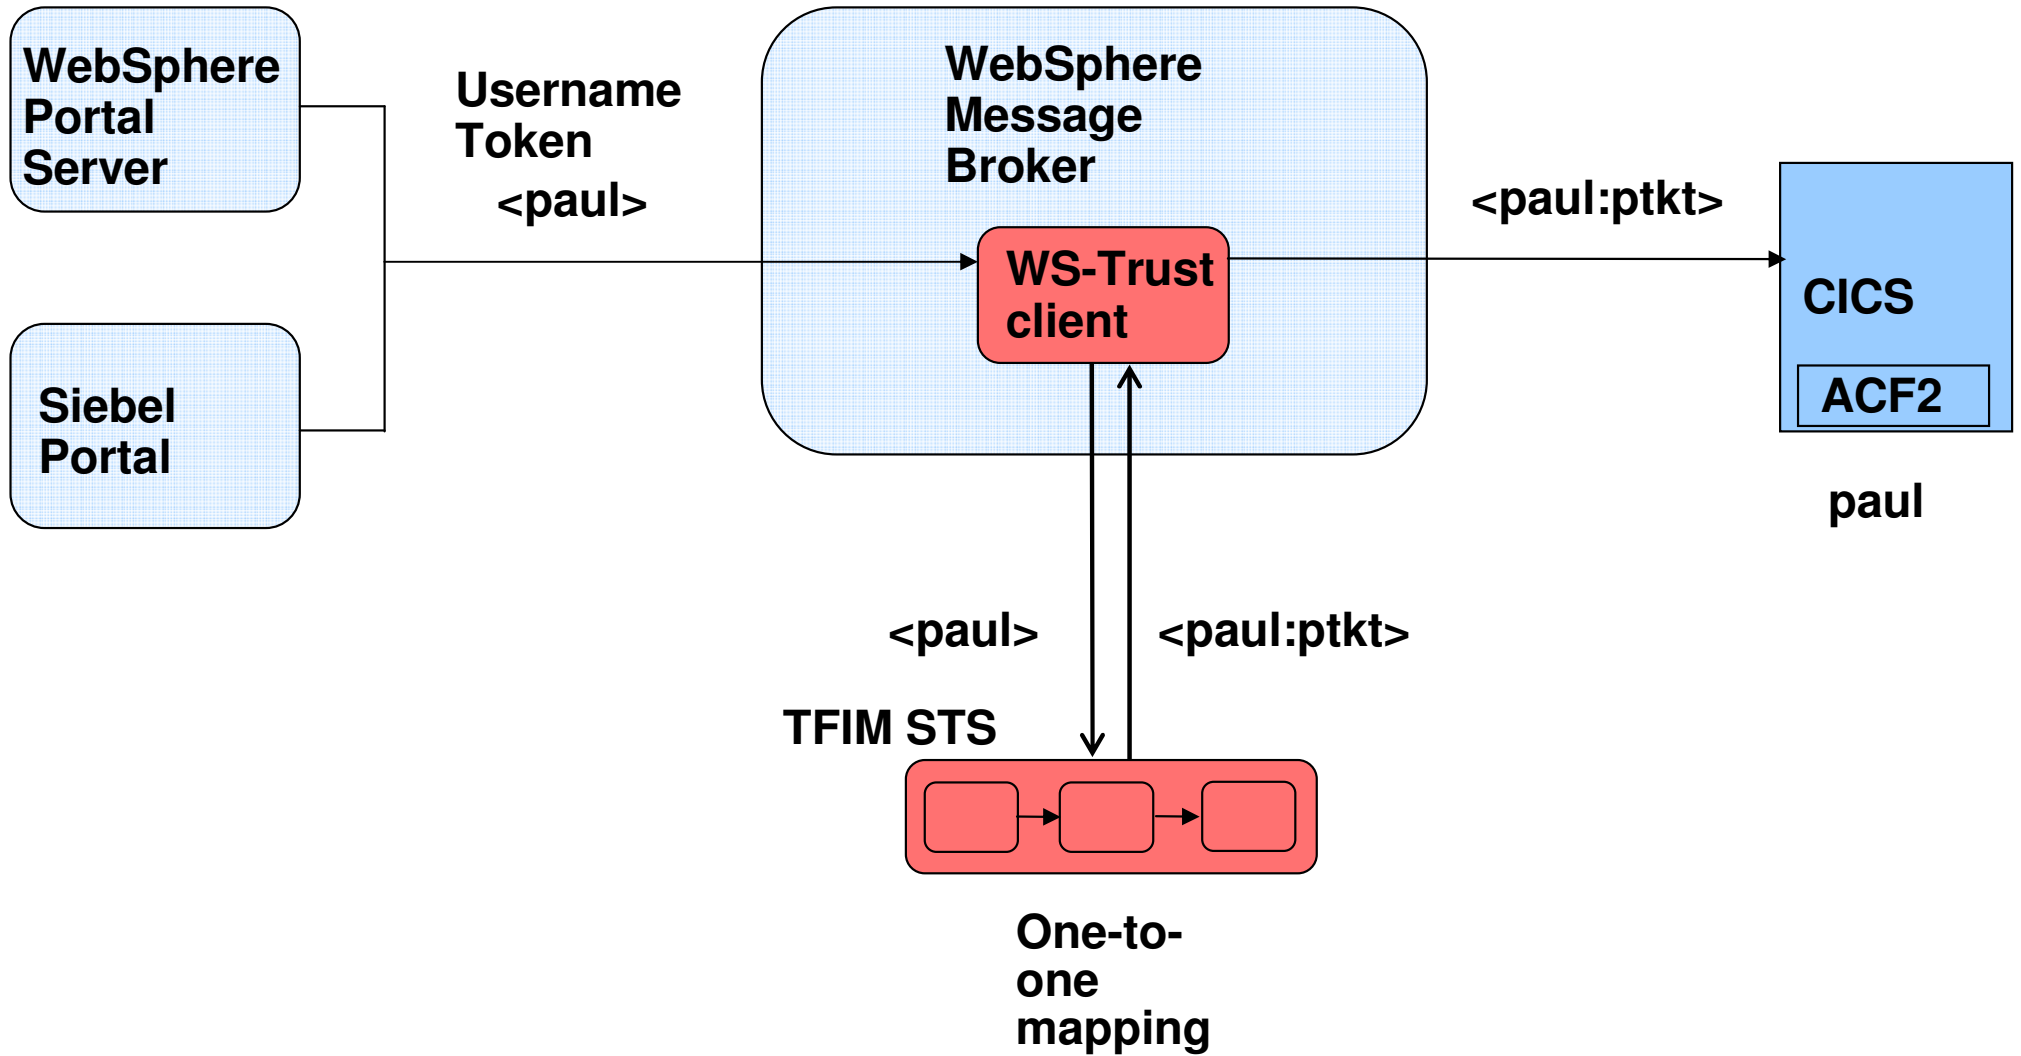 WebSphere
Portal
Server
Username
Token
<paul>
WebSphere
Message
Broker
WS-Trust
client
<paul:ptkt>
CICS
ACF2
paul
Siebel
Portal
<paul>
<paul:ptkt>
TFIM STS
One-to-
one
mapping